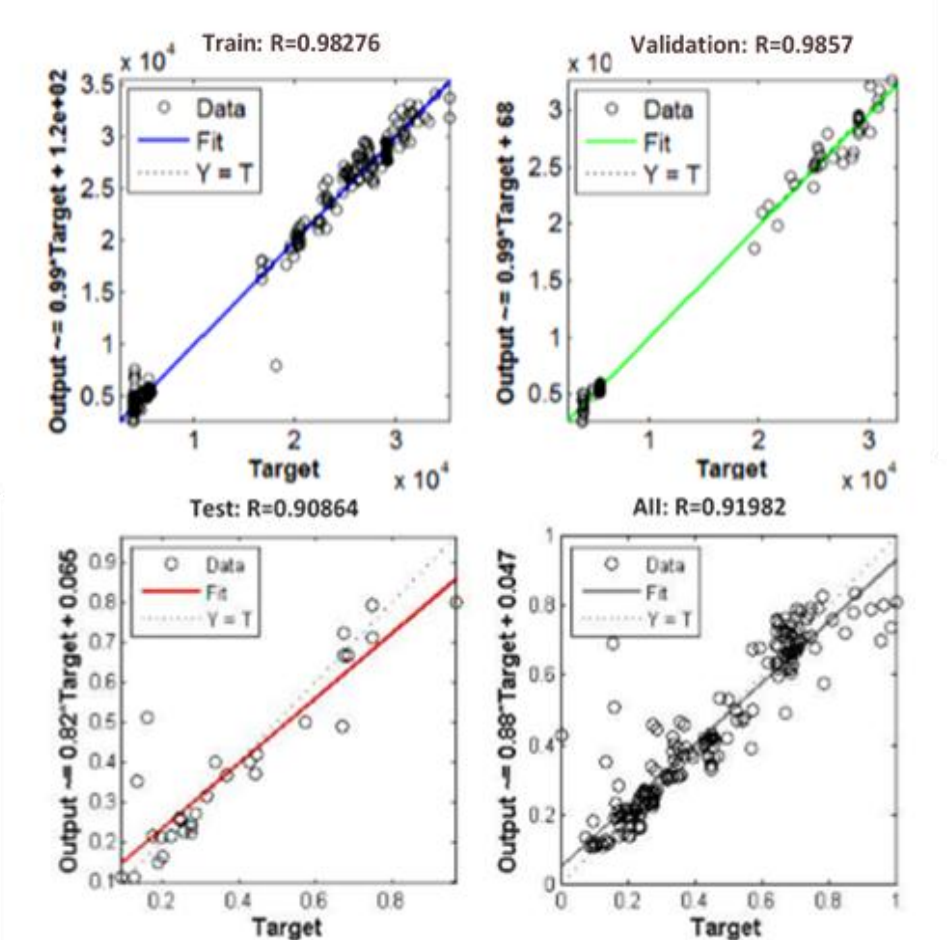 Train: R=0.98276
x 10^4
Output ~= 0.99*Target + 1.2e+02
3.5
3
2.5
2
1.5
1
0.5
Data
Fit
Y = T
1
2
3
Target
x 10^4
Validation: R=0.9857
x 10
Output ~= 0.99*Target + 68
3
2.5
2
1.5
1
0.5
Data
Fit
Y = T
1
2
3
Target
x 10^4
Test: R=0.90864
Output ~= 0.82*Target + 0.066
0.9
0.8
0.7
0.6
0.5
0.4
0.3
0.2
0.1
Data
Fit
Y = T
0.2
0.4
0.6
0.8
Target
All: R=0.91982
Output ~= 0.88*Target + 0.047
1
0.8
0.6
0.4
0.2
0
Data
Fit
Y = T
0
0.2
0.4
0.6
0.8
1
Target